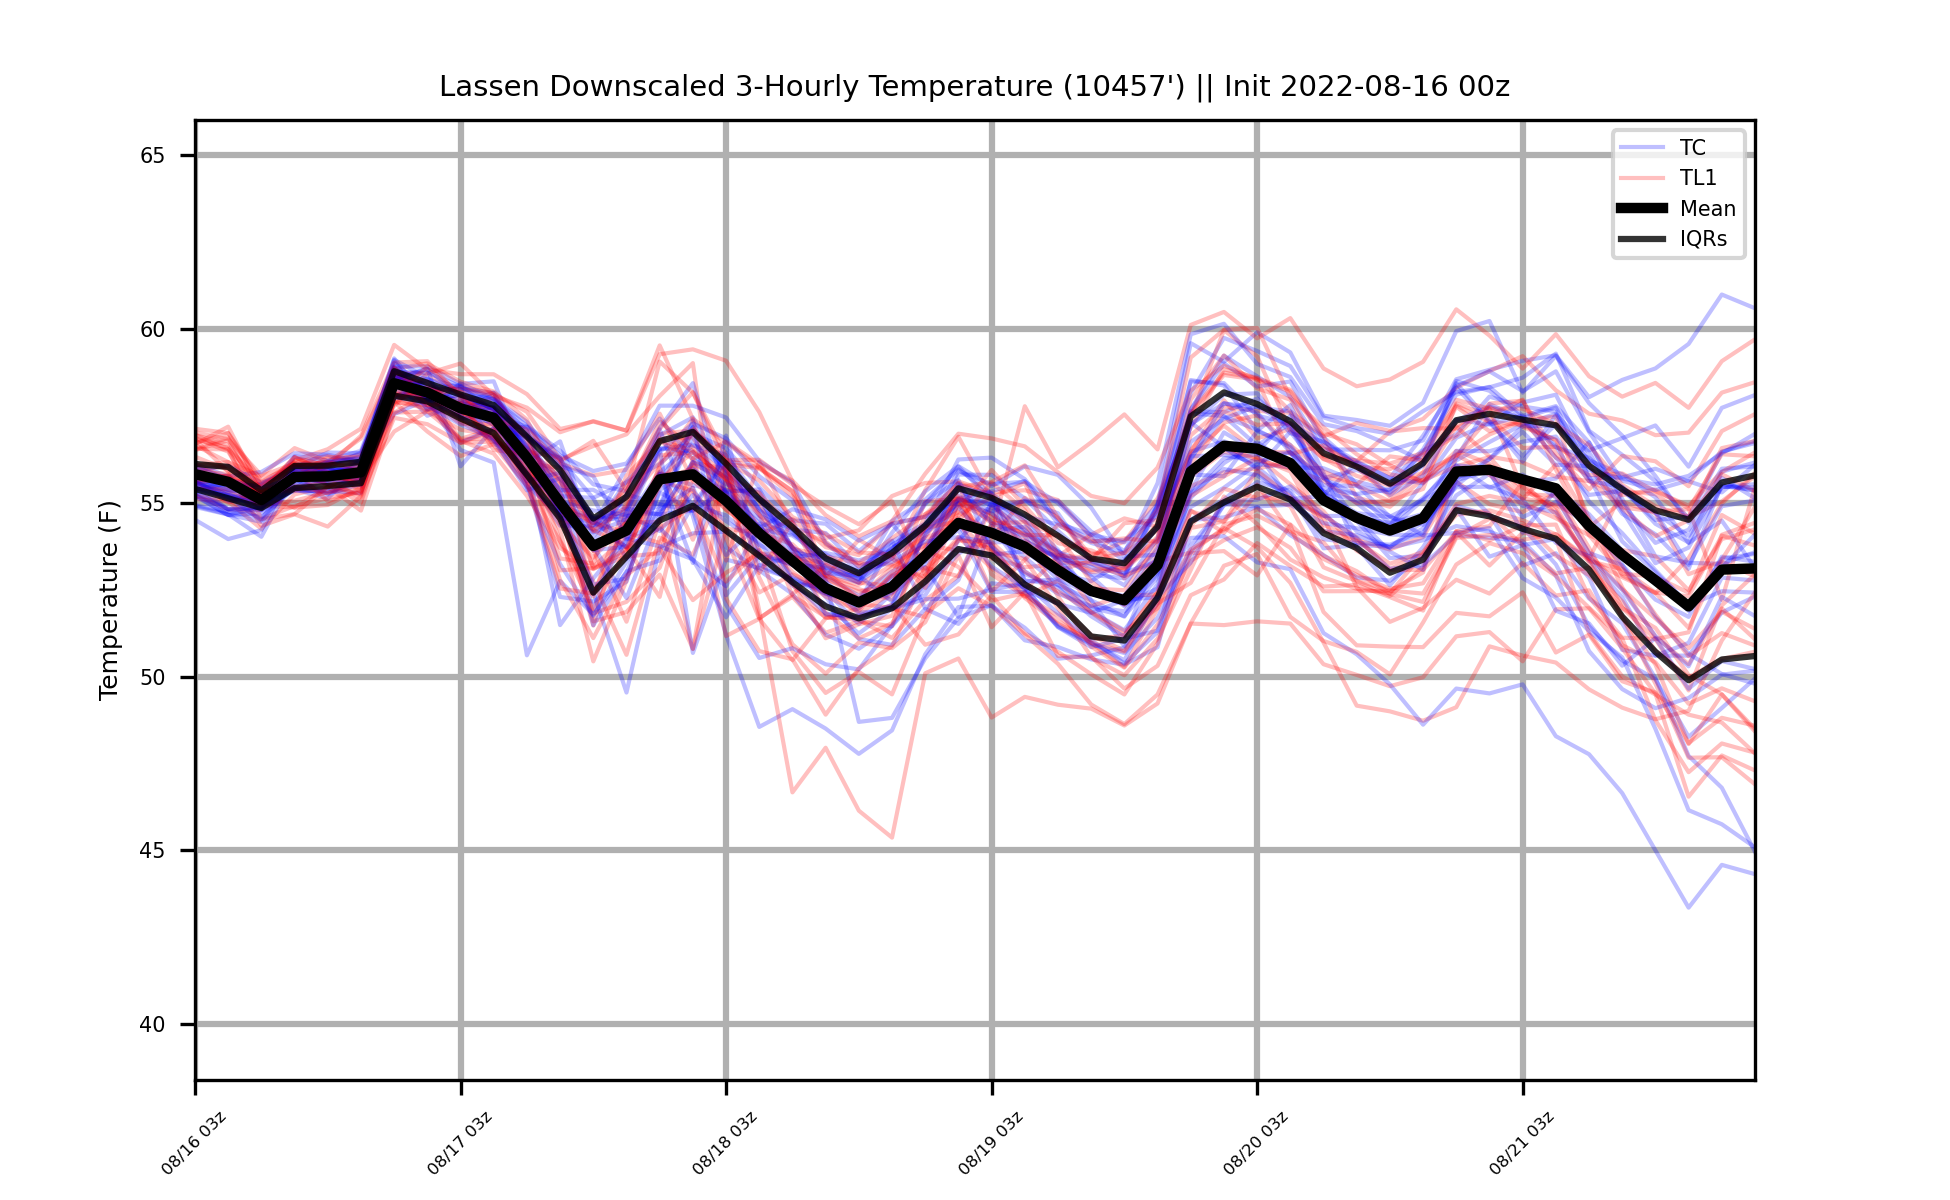 Lassen Downscaled 3-Hourly Temperature (10457') || Init 2022-08-16 00z
TC
TL1
Mean
IQRs
Temperature (F)
65
60
55
50
45
40
08/16 03z
08/17 03z
08/18 03z
08/19 03z
08/20 03z
08/21 03z